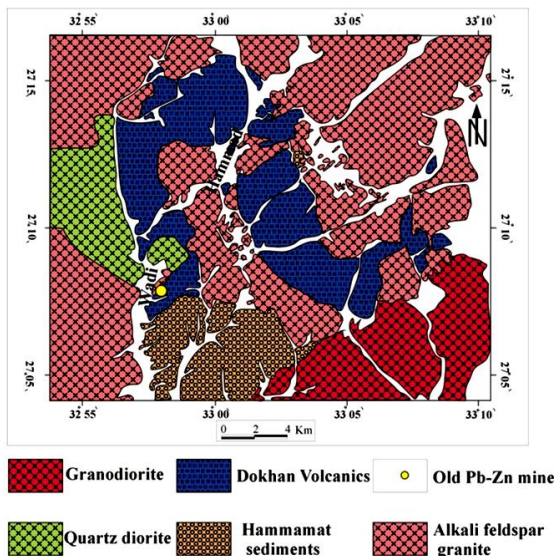 32 55` 33 00` 33 05` 33 10`
27 15` 27 15`
N
Hammad
27 10` 27 10`
Wadi
27 05` 27 05`
32 55` 33 00` 33 05` 33 10`
0 2 4 Km
Granodiorite Dokhan Volcanics Old Pb-Zn mine
Quartz diorite Hammamat sediments Alkali feldspar granite